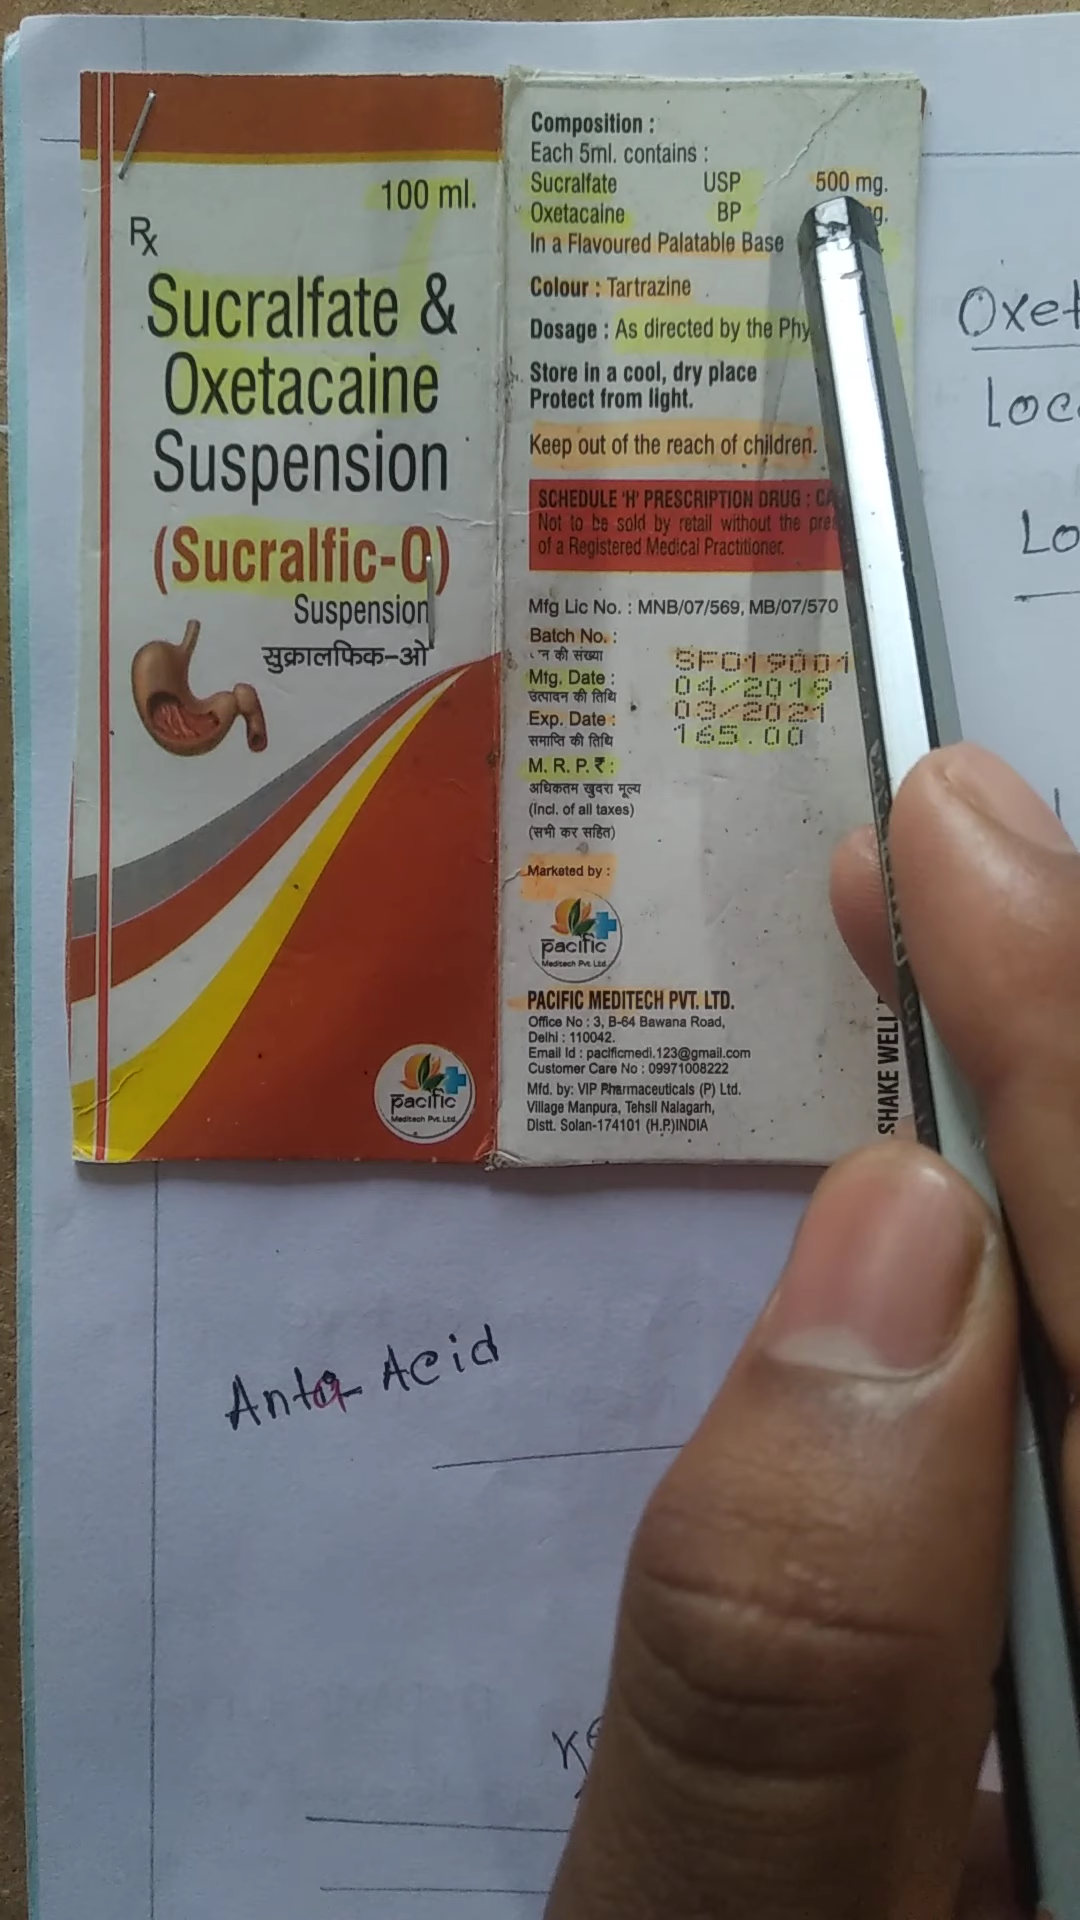 100 ml.
Rx
Sucralfate &
Oxetacaine
Suspension
(Sucralfic-O)
Suspension
सुक्रालफिक-ओ
pacific
Meditech Pvt. Ltd.
Composition :
Each 5ml. contains :
Sucralfate USP 500 mg.
Oxetacaine BP
In a Flavoured Palatable Base
Colour : Tartrazine
Dosage : As directed by the Phy
Store in a cool, dry place
Protect from light.
Keep out of the reach of children.
SCHEDULE 'H' PRESCRIPTION DRUG :
Not to be sold by retail without the
of a Registered Medical Practitioner.
Mfg Lic No. : MNB/07/569, MB/07/570
Batch No. : SF019001
की संख्या
Mfg. Date : 04/2019
उत्पादन की तिथि
Exp. Date : 03/2021
समाप्ति की तिथि
M. R. P. ₹ : 165.00
अधिकतम खुदरा मूल्य
(Incl. of all taxes)
(सभी कर सहित)
Marketed by :
pacific
Meditech Pvt. Ltd.
PACIFIC MEDITECH PVT. LTD.
Office No : 3, B-64 Bawana Road,
Delhi : 110042.
Email Id : pacificmedi.123@gmail.com
Customer Care No : 09971008222
Mfd. by: VIP Pharmaceuticals (P) Ltd.
Village Manpura, Tehsil Nalagarh,
Distt. Solan-174101 (H.P.)INDIA
SHAKE WELL
Oxet
Loc
Lo
Anta Acid